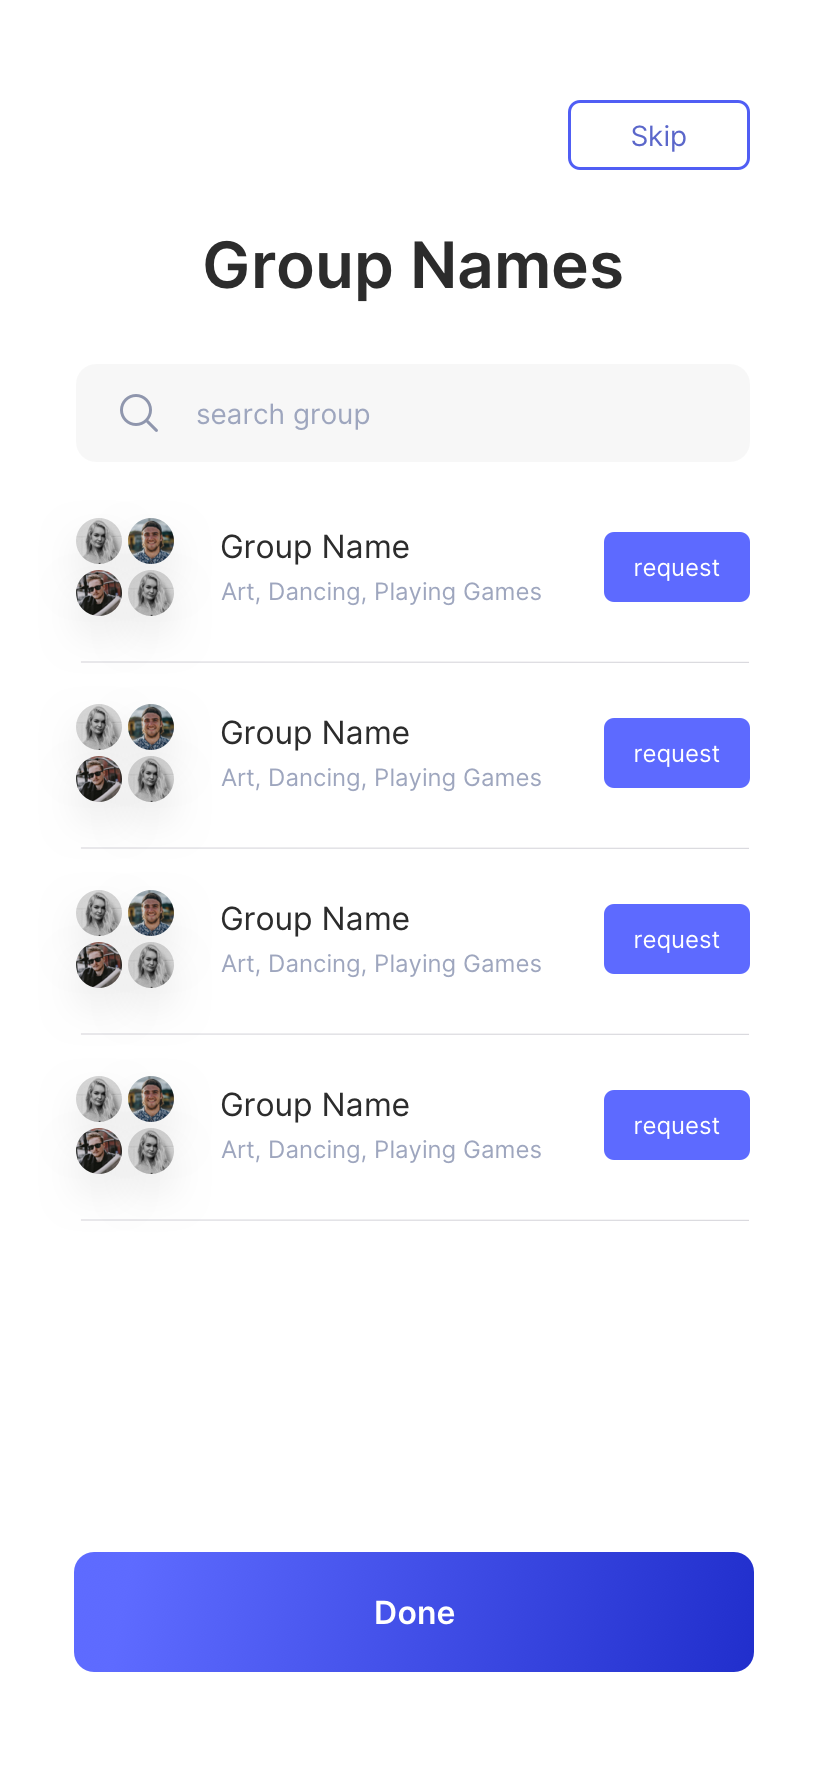 Skip
Group Names
search group
Group Name
Art, Dancing, Playing Games
request
Group Name
Art, Dancing, Playing Games
request
Group Name
Art, Dancing, Playing Games
request
Group Name
Art, Dancing, Playing Games
request
Done